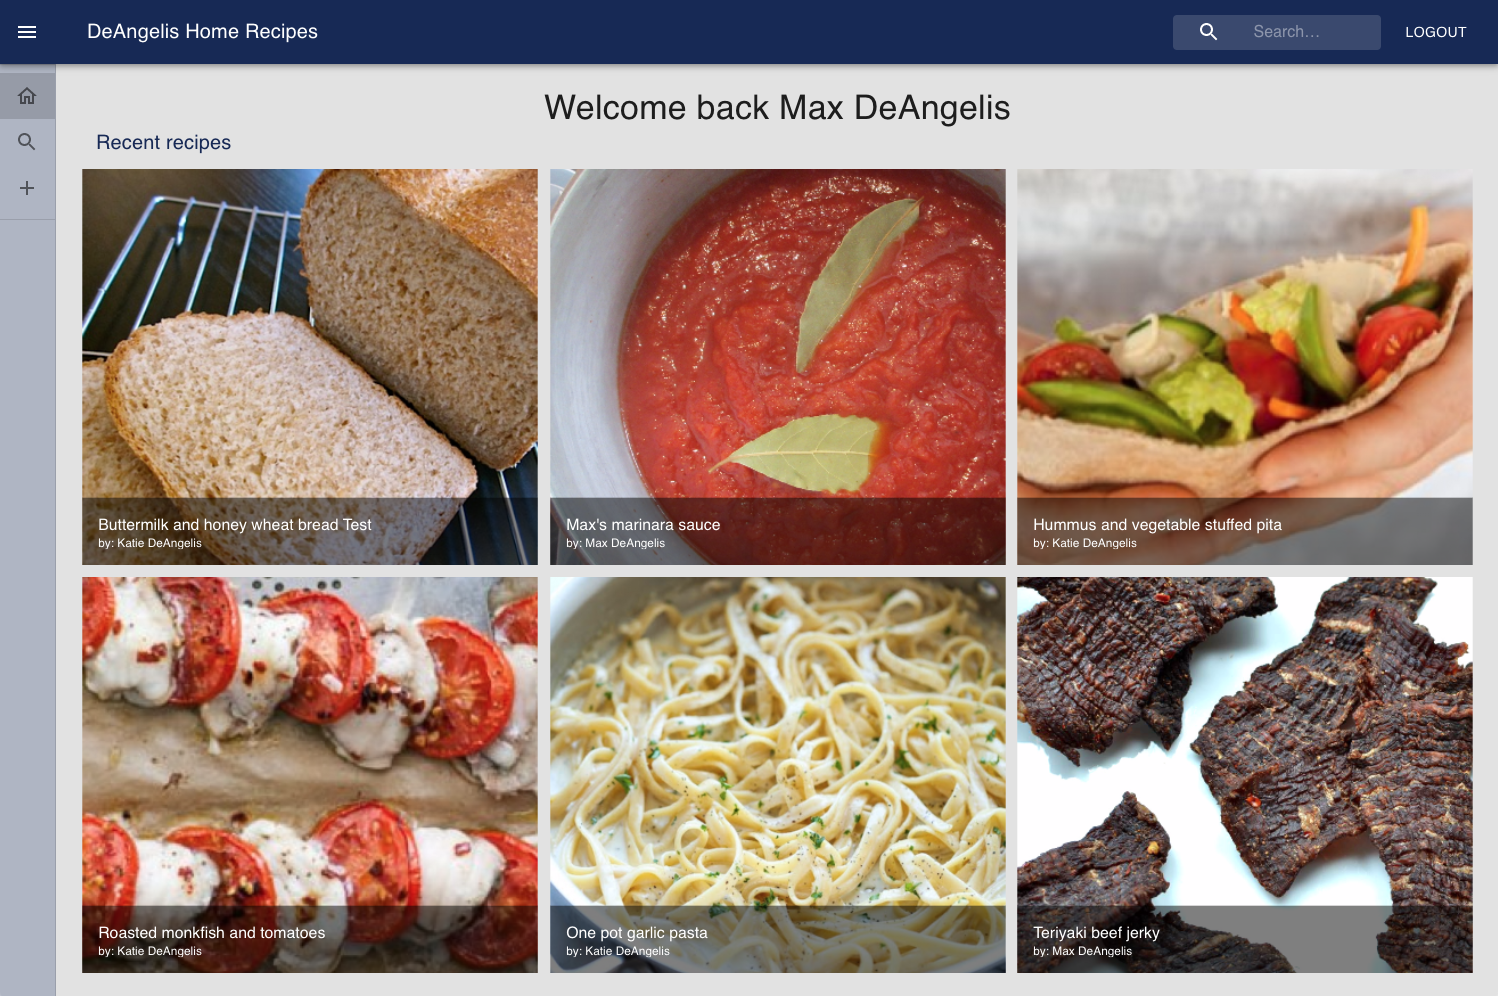 DeAngelis Home Recipes
Search…
LOGOUT
Welcome back Max DeAngelis
Recent recipes
Buttermilk and honey wheat bread Test
by: Katie DeAngelis
Max's marinara sauce
by: Max DeAngelis
Hummus and vegetable stuffed pita
by: Katie DeAngelis
Roasted monkfish and tomatoes
by: Katie DeAngelis
One pot garlic pasta
by: Katie DeAngelis
Teriyaki beef jerky
by: Max DeAngelis